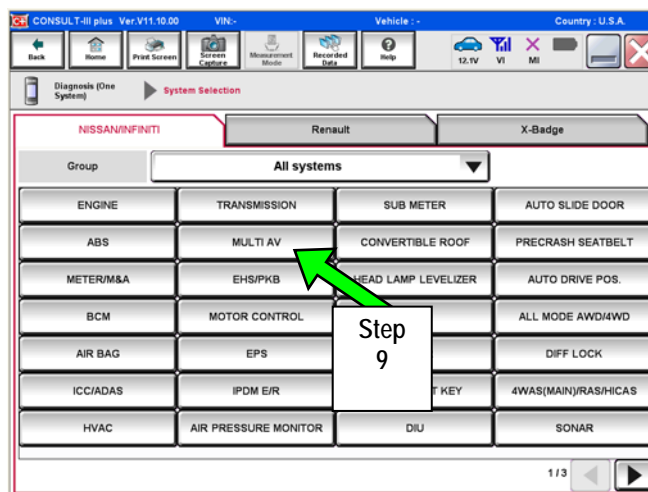 CONSULT-III plus Ver.V11.10.00 VIN:- Vehicle : - Country : U.S.A.
Back Home Print Screen Screen Capture Measurement Mode Recorded Data Help 12.1V VI MI
Diagnosis (One System) System Selection
NISSAN/INFINITI Renault X-Badge
Group All systems
ENGINE TRANSMISSION SUB METER AUTO SLIDE DOOR
ABS MULTI AV CONVERTIBLE ROOF PRECRASH SEATBELT
METER/M&A EHS/PKB HEAD LAMP LEVELIZER AUTO DRIVE POS.
BCM MOTOR CONTROL ALL MODE AWD/4WD
Step
9
AIR BAG EPS DIFF LOCK
ICC/ADAS IPDM E/R KEY 4WAS(MAIN)/RAS/HICAS
HVAC AIR PRESSURE MONITOR DIU SONAR
1/3